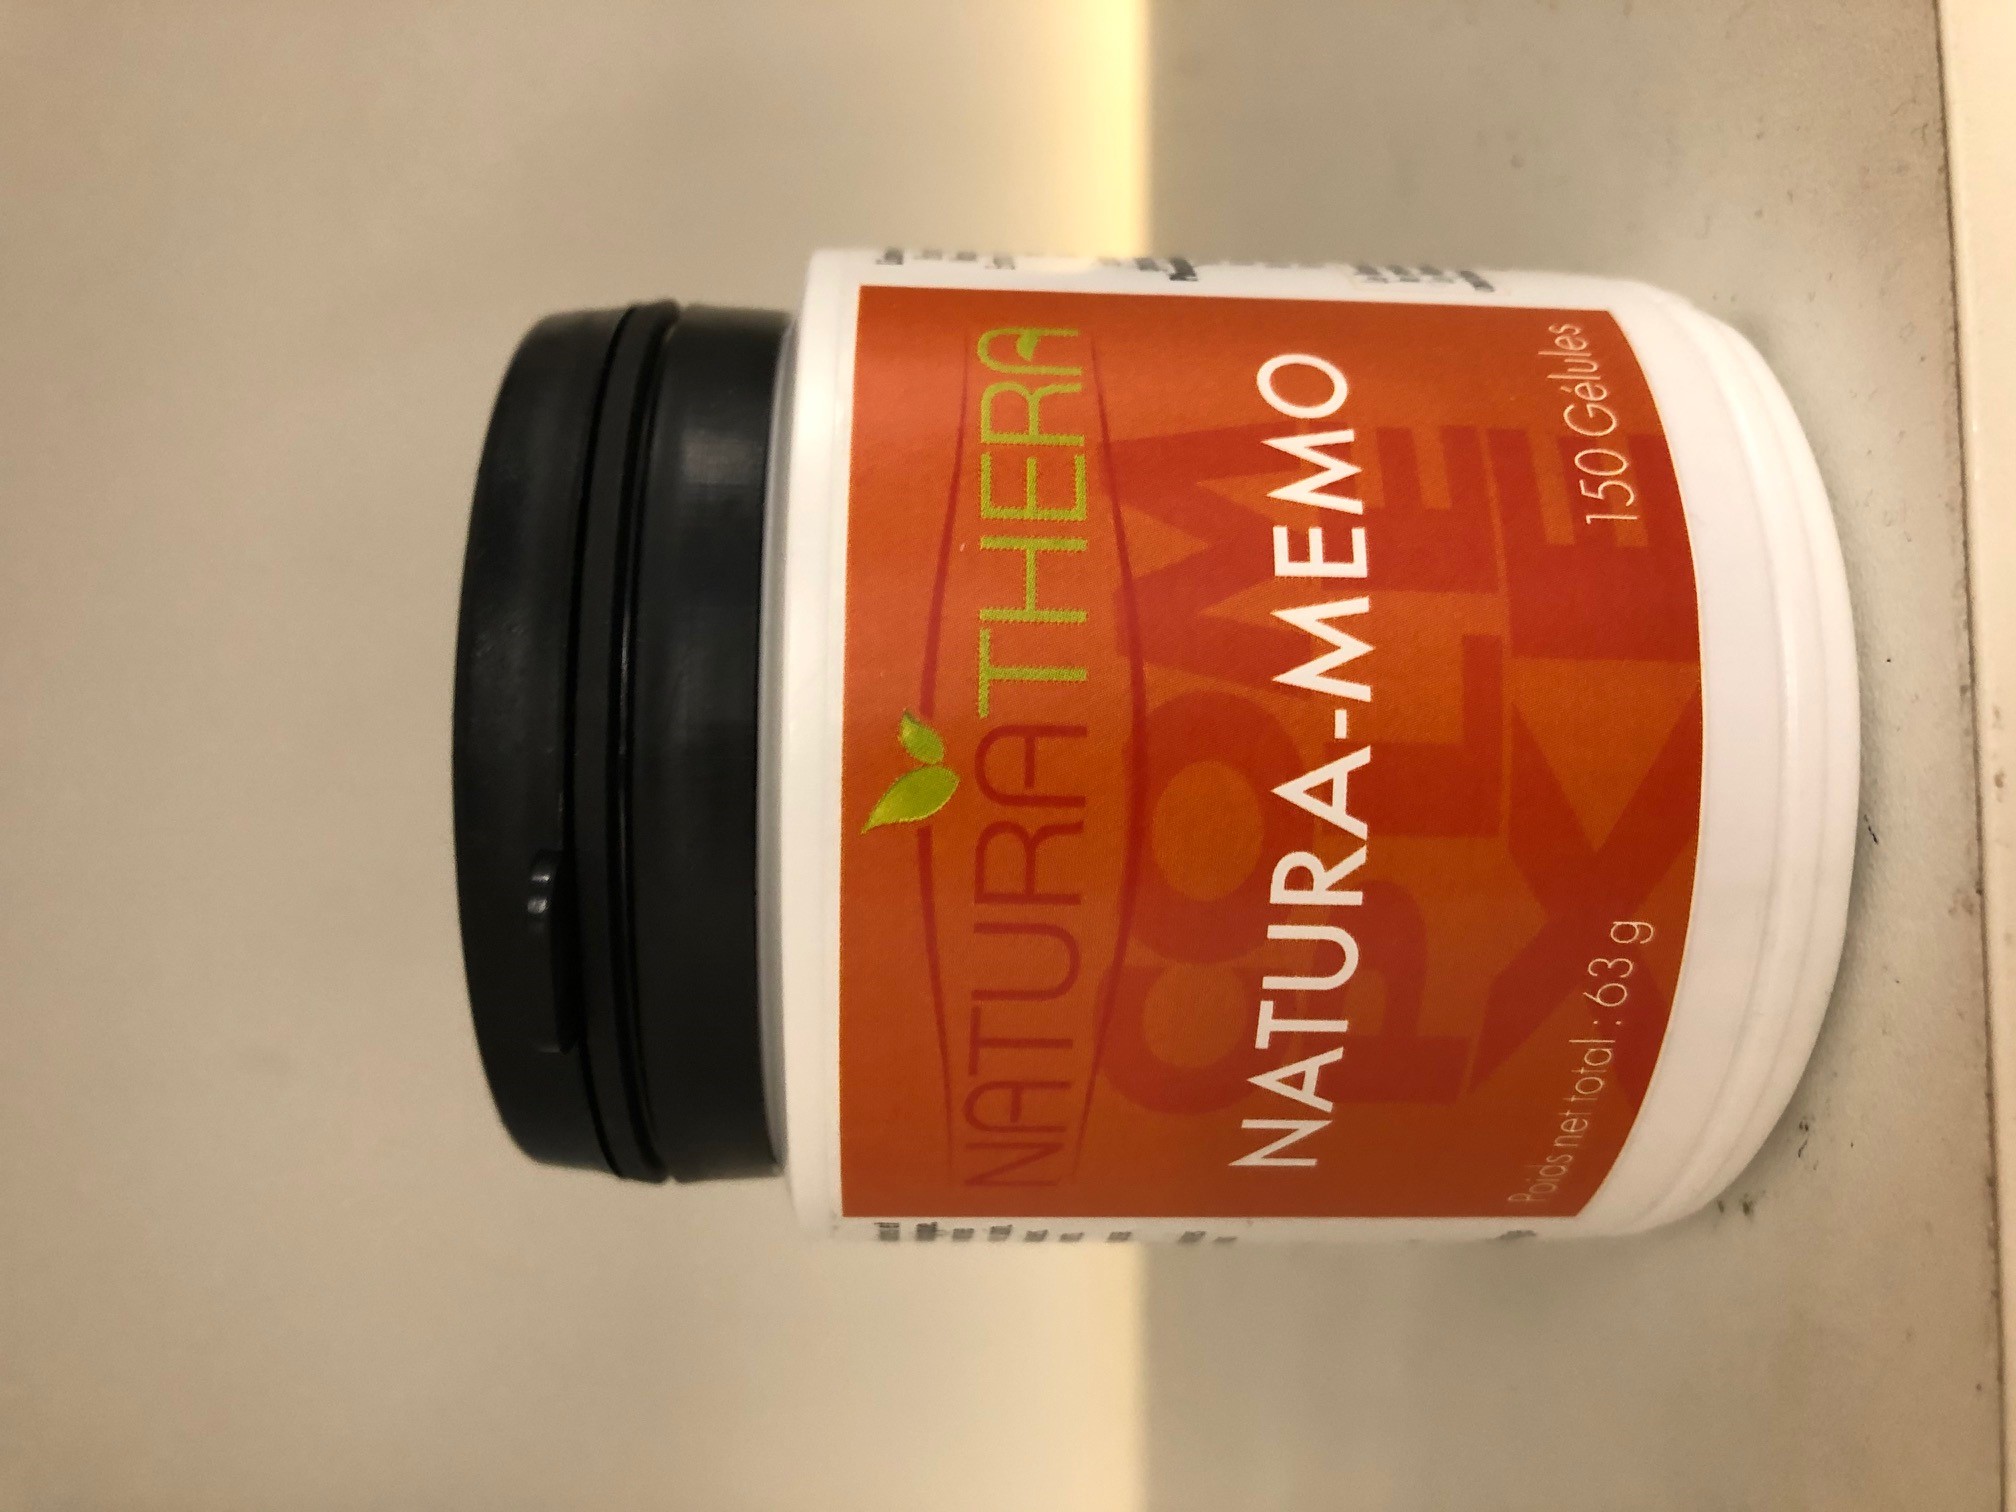 NATURATHERA
COMPLEXE
NATURA-MEMO
Poids net total : 63 g
150 Gélules